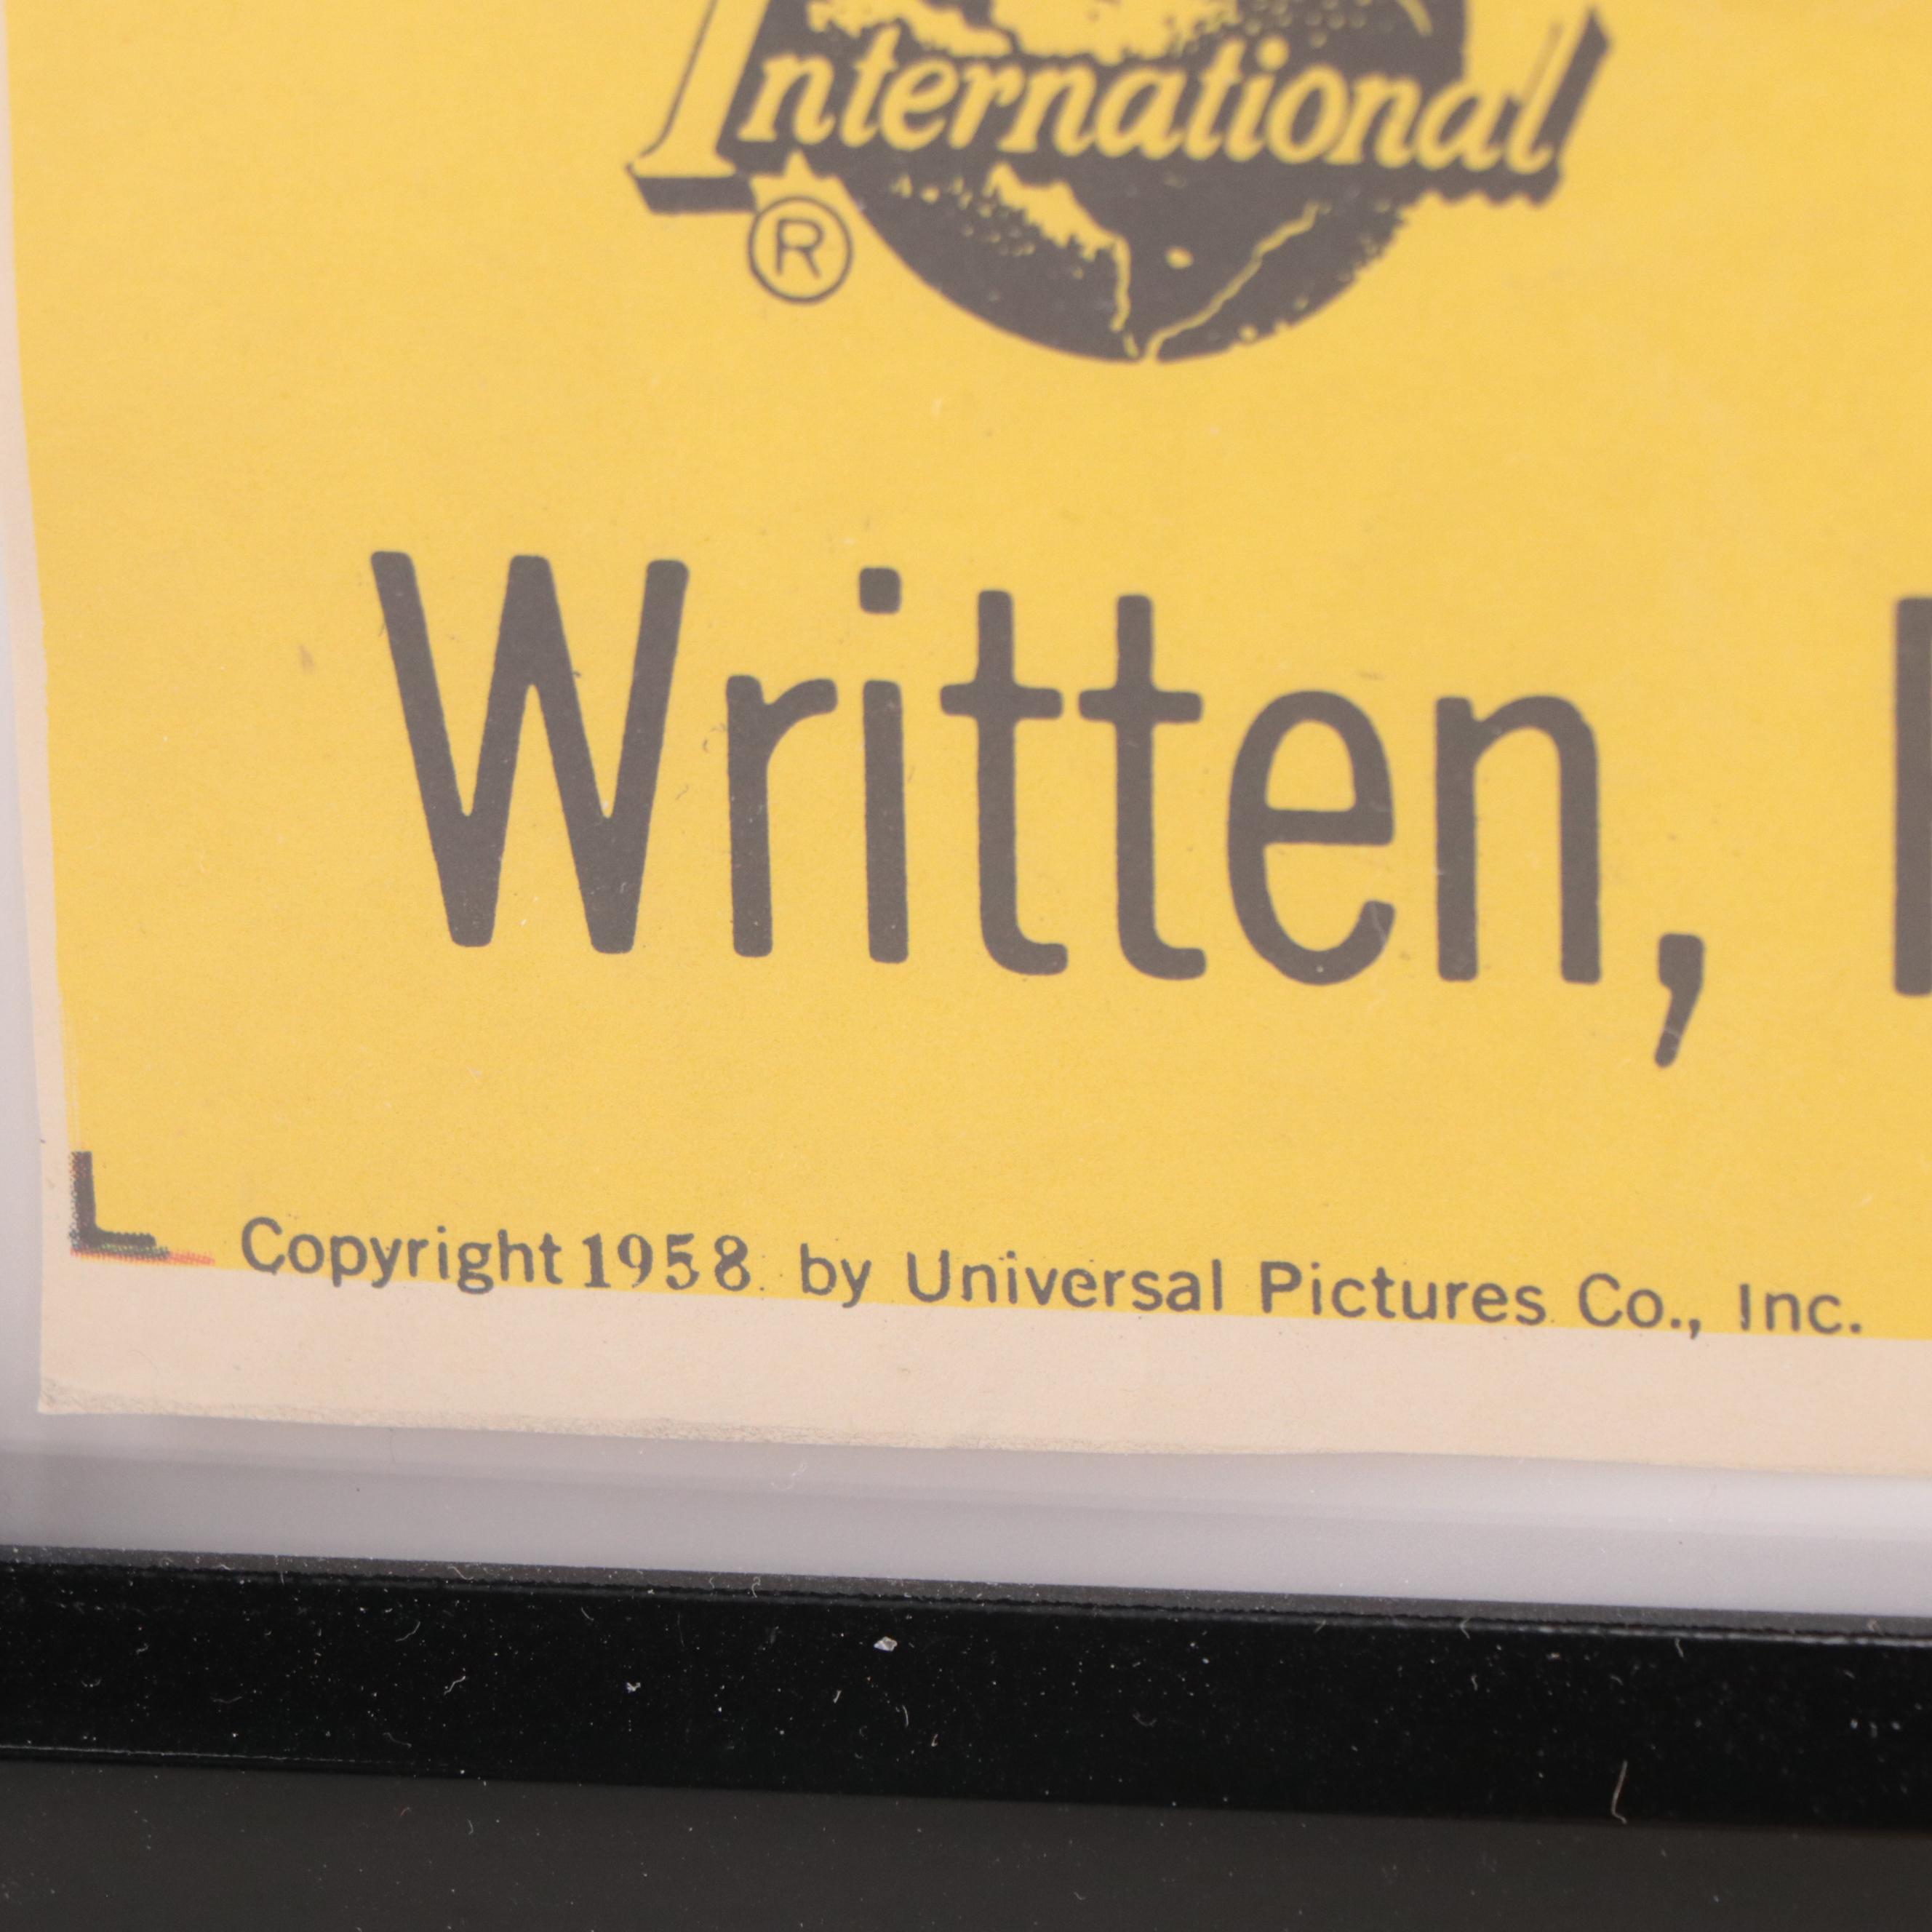 International
®
Written,
Copyright 1958 by Universal Pictures Co., Inc.